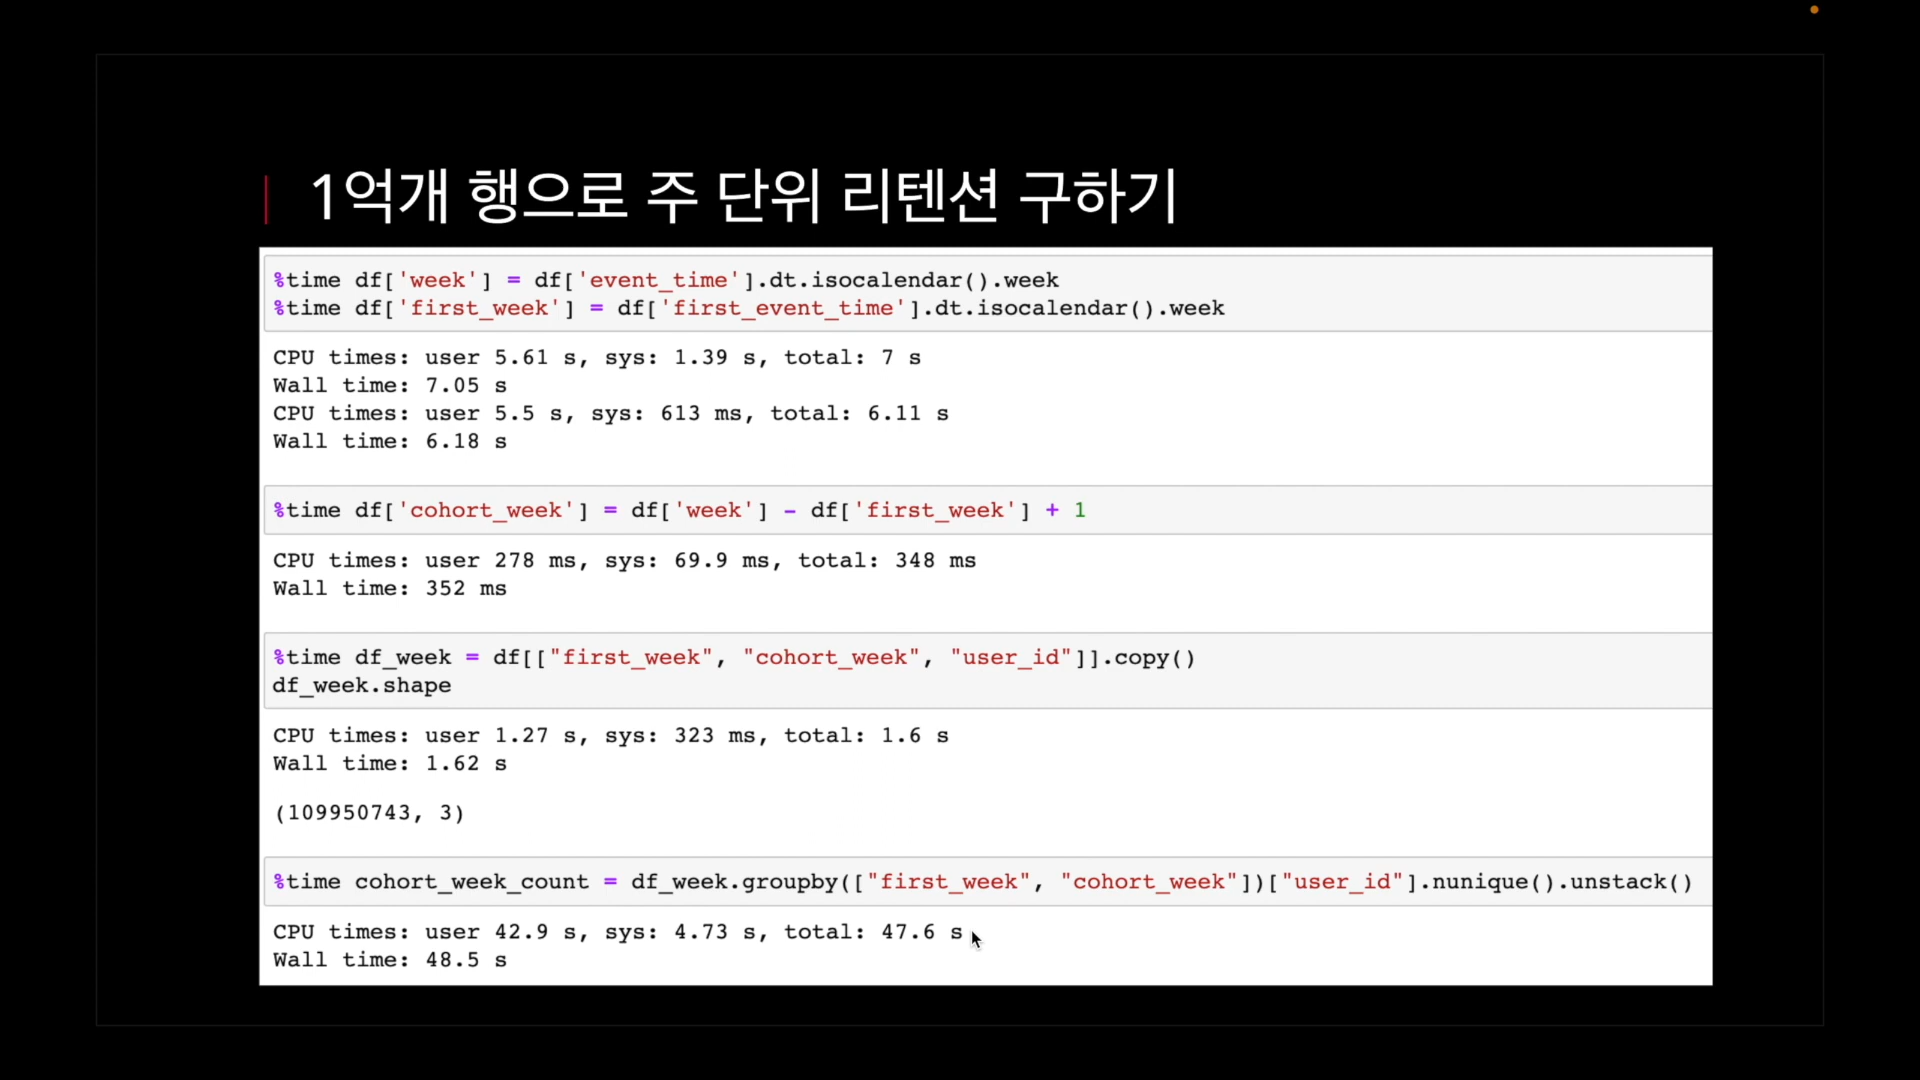 1억개 행으로 주 단위 리텐션 구하기
%time df['week'] = df['event_time'].dt.isocalendar().week
%time df['first_week'] = df['first_event_time'].dt.isocalendar().week
CPU times: user 5.61 s, sys: 1.39 s, total: 7 s
Wall time: 7.05 s
CPU times: user 5.5 s, sys: 613 ms, total: 6.11 s
Wall time: 6.18 s
%time df['cohort_week'] = df['week'] - df['first_week'] + 1
CPU times: user 278 ms, sys: 69.9 ms, total: 348 ms
Wall time: 352 ms
%time df_week = df[["first_week", "cohort_week", "user_id"]].copy()
df_week.shape
CPU times: user 1.27 s, sys: 323 ms, total: 1.6 s
Wall time: 1.62 s
(109950743, 3)
%time cohort_week_count = df_week.groupby(["first_week", "cohort_week"])["user_id"].nunique().unstack()
CPU times: user 42.9 s, sys: 4.73 s, total: 47.6 s
Wall time: 48.5 s